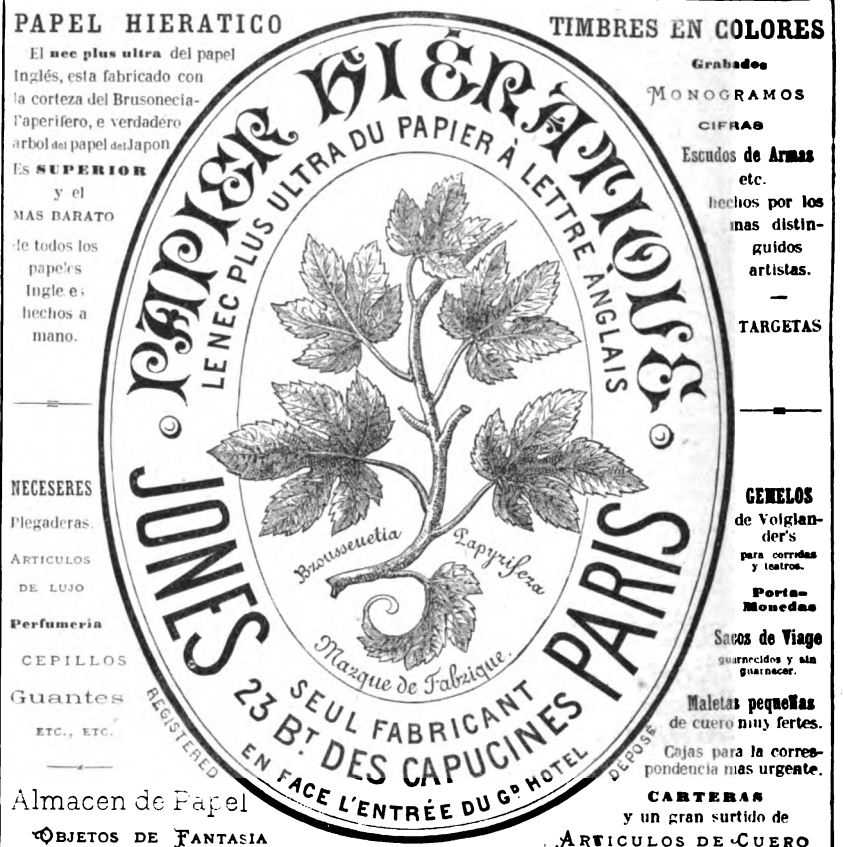 PAPEL HIERATICO
El nec plus ultra del papel
Inglés, esta fabricado con
la corteza del Brusonecia-
Paperifero, e verdadero
arbol del papel del Japon
Es SUPERIOR
y el
MAS BARATO
de todos los
papeles
Ingle es
hechos a
mano.
NECESERES
Plegaderas.
ARTICULOS
DE LUJO
Perfumeria
CEPILLOS
Guantes
ETC., ETC.
Almacen de Papel
OBJETOS DE FANTASIA
PAPIER HIÉRATIQUE
LE NEC PLUS ULTRA DU PAPIER À LETTRE ANGLAIS
Broussenetia Papyrifera
Marque de Fabrique.
JONES PARIS
SEUL FABRICANT
23 BT DES CAPUCINES
EN FACE L'ENTRÉE DU GD HOTEL
REGISTERED
DEPOSÉ
TIMBRES EN COLORES
Grabados
MONOGRAMOS
CIFRAS
Escudos de Armas
etc.
hechos por los
mas distin-
guidos
artistas.
TARGETAS
GEMELOS
de Voiglan-
der's
para corridas
y teatros.
Porta-
Monedas
Sacos de Viage
guarnecidos y sin
guarnacer.
Maletas pequeñas
de cuero muy fertes.
Cajas para la corres-
pondencia mas urgente.
CARTERAS
y un gran surtido de
ARTICULOS DE CUERO